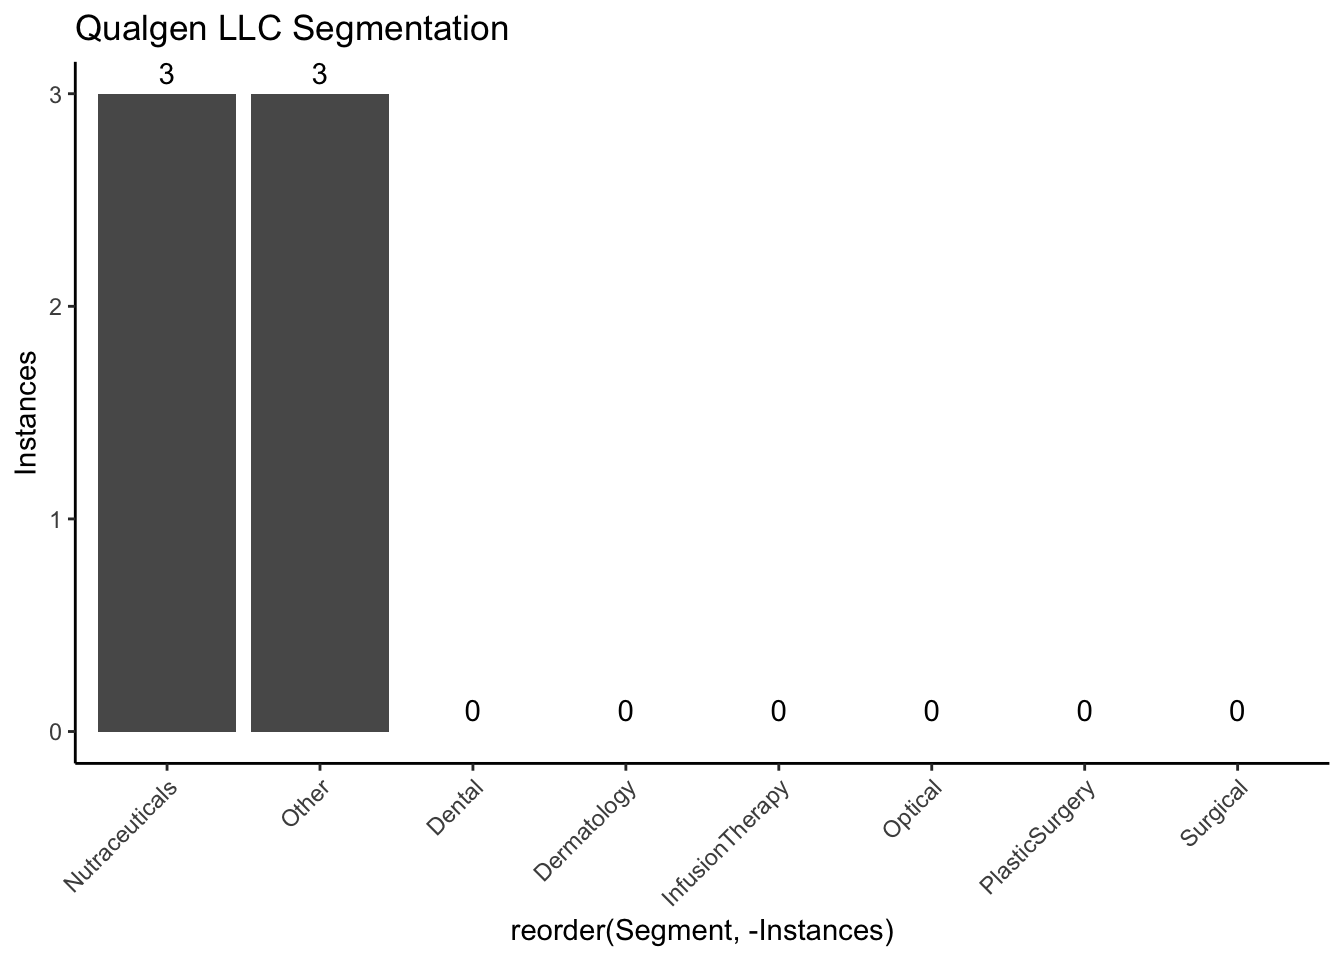 Qualgen LLC Segmentation
3 3
0 0 0 0 0 0
3
2
1
0
Instances
Nutraceuticals
Other
Dental
Dermatology
InfusionTherapy
Optical
PlasticSurgery
Surgical
reorder(Segment, -Instances)